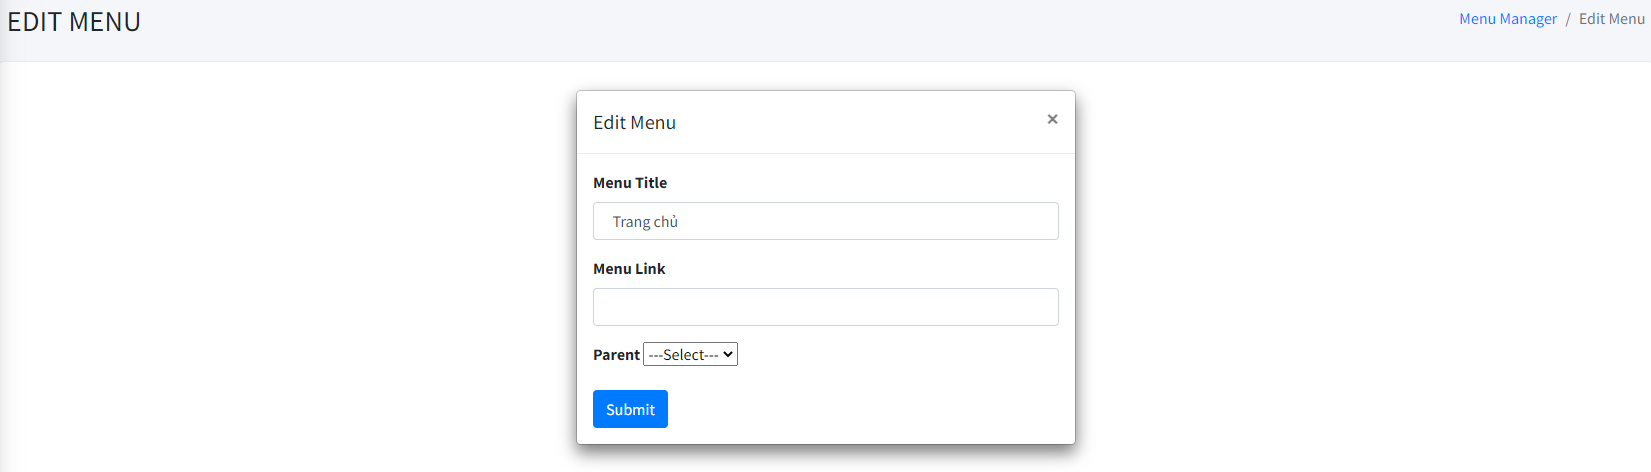 EDIT MENU
Menu Manager / Edit Menu
Edit Menu ×
Menu Title
Trang chủ
Menu Link
Parent ---Select---
Submit